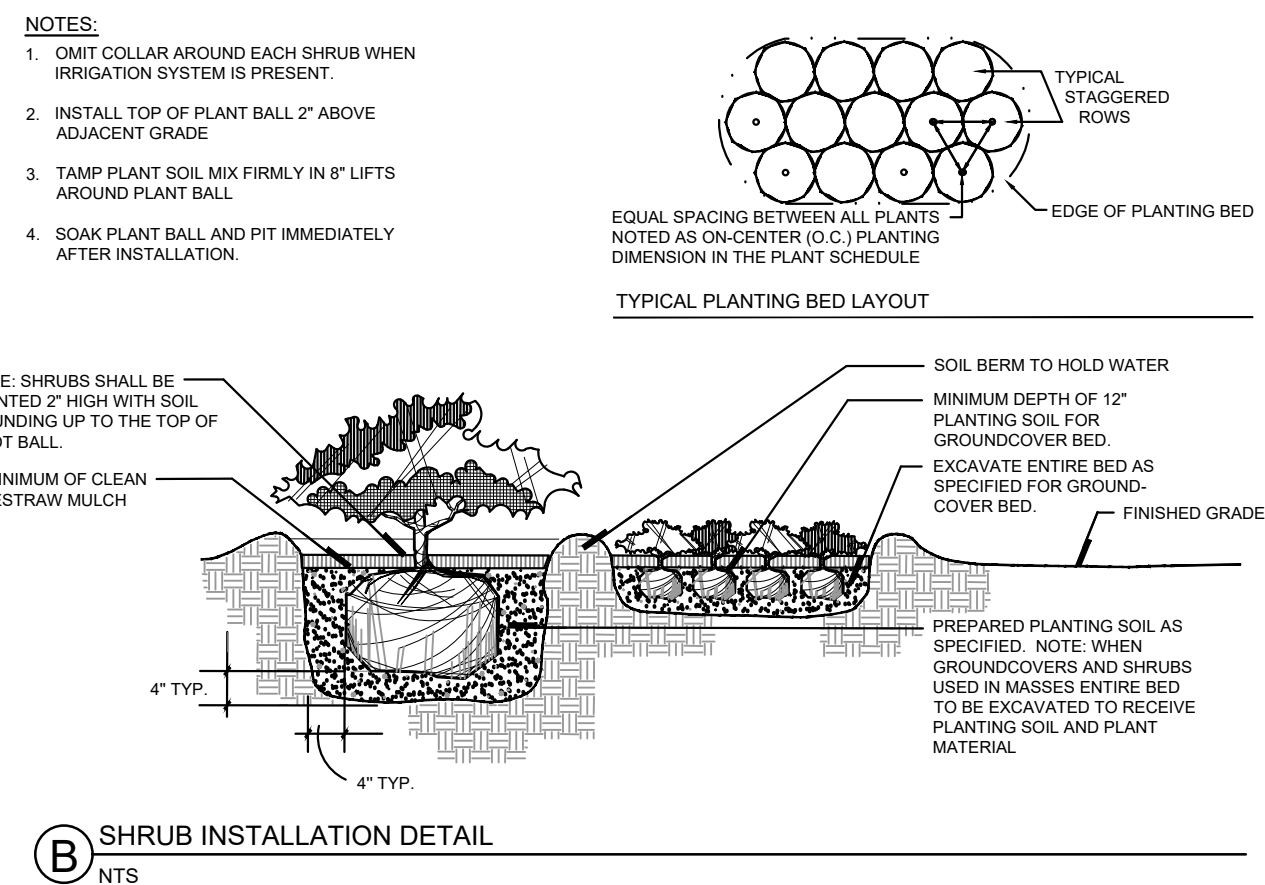 NOTES:
1. OMIT COLLAR AROUND EACH SHRUB WHEN
IRRIGATION SYSTEM IS PRESENT.
2. INSTALL TOP OF PLANT BALL 2" ABOVE
ADJACENT GRADE
3. TAMP PLANT SOIL MIX FIRMLY IN 8" LIFTS
AROUND PLANT BALL
4. SOAK PLANT BALL AND PIT IMMEDIATELY
AFTER INSTALLATION.
TYPICAL
STAGGERED
ROWS
EDGE OF PLANTING BED
EQUAL SPACING BETWEEN ALL PLANTS
NOTED AS ON-CENTER (O.C.) PLANTING
DIMENSION IN THE PLANT SCHEDULE
TYPICAL PLANTING BED LAYOUT
SHRUBS SHALL BE
2" HIGH WITH SOIL
UP TO THE TOP OF
BALL.
OF CLEAN
MULCH
SOIL BERM TO HOLD WATER
MINIMUM DEPTH OF 12"
PLANTING SOIL FOR
GROUNDCOVER BED.
EXCAVATE ENTIRE BED AS
SPECIFIED FOR GROUND-
COVER BED.
FINISHED GRADE
PREPARED PLANTING SOIL AS
SPECIFIED. NOTE: WHEN
GROUNDCOVERS AND SHRUBS
USED IN MASSES ENTIRE BED
TO BE EXCAVATED TO RECEIVE
PLANTING SOIL AND PLANT
MATERIAL
4" TYP.
4" TYP.
B SHRUB INSTALLATION DETAIL
NTS